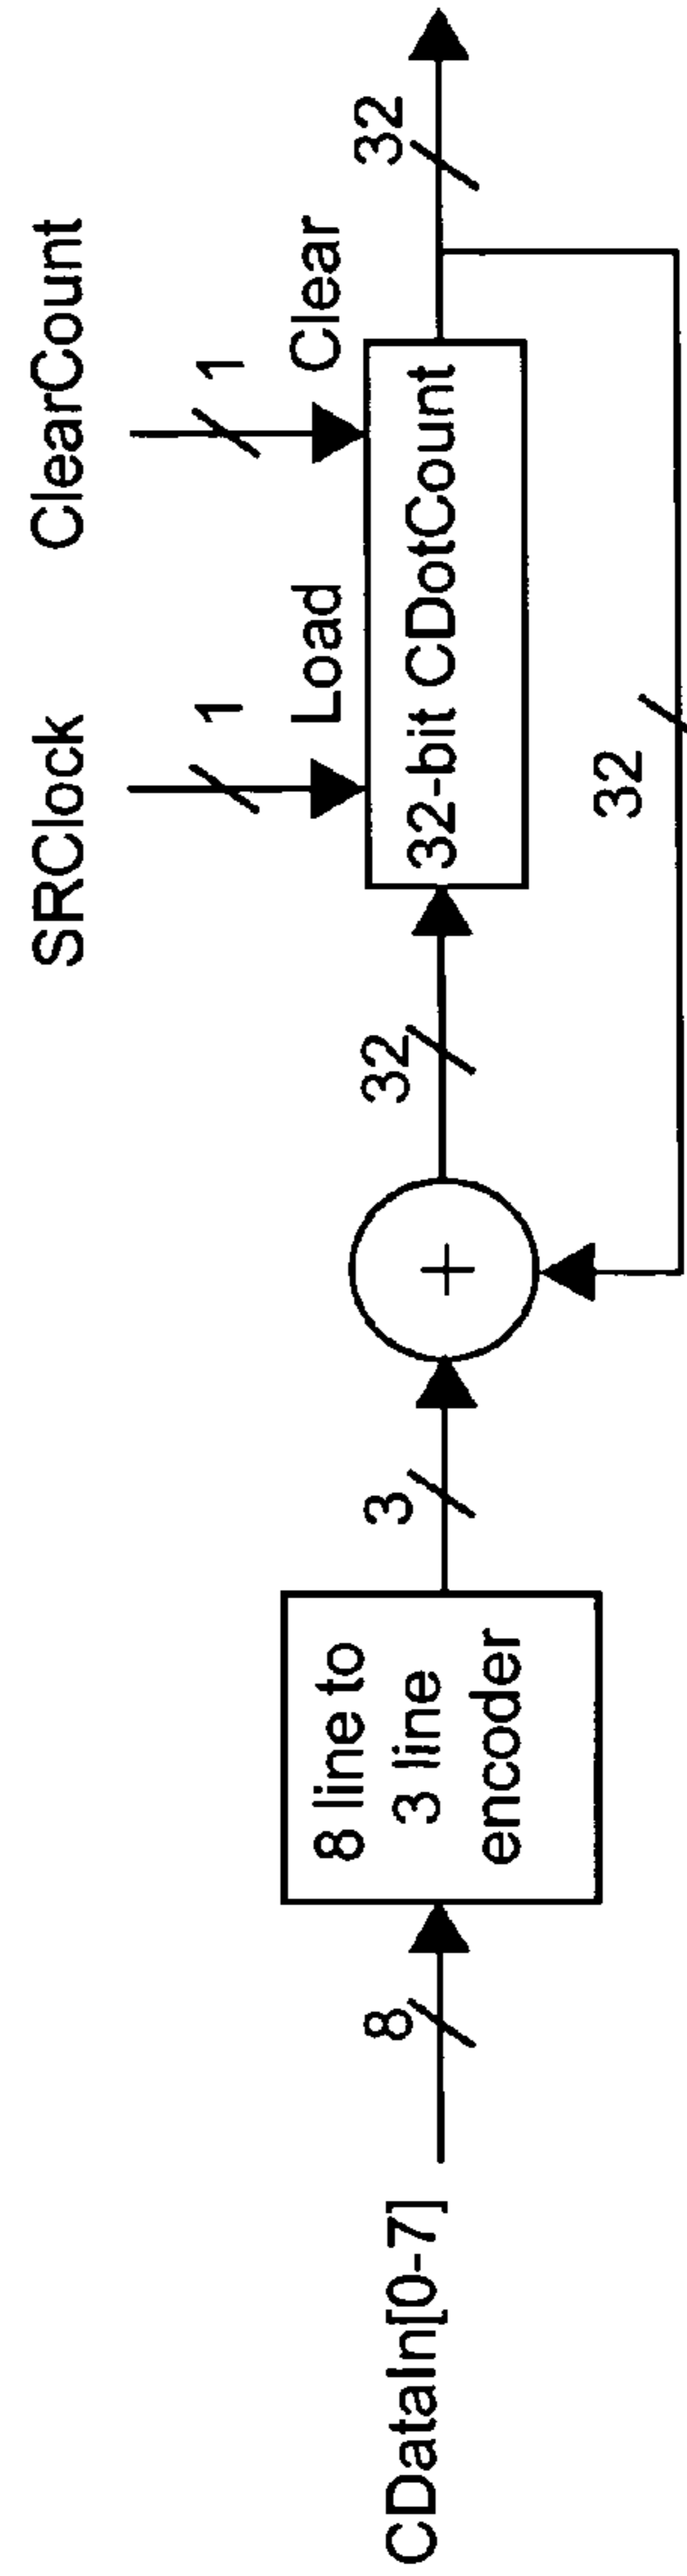 SRClock
ClearCount
1
1
Load
Clear
CDataIn[0-7]
8
8 line to
3 line
encoder
3
+
32
32-bit CDotCount
32
32